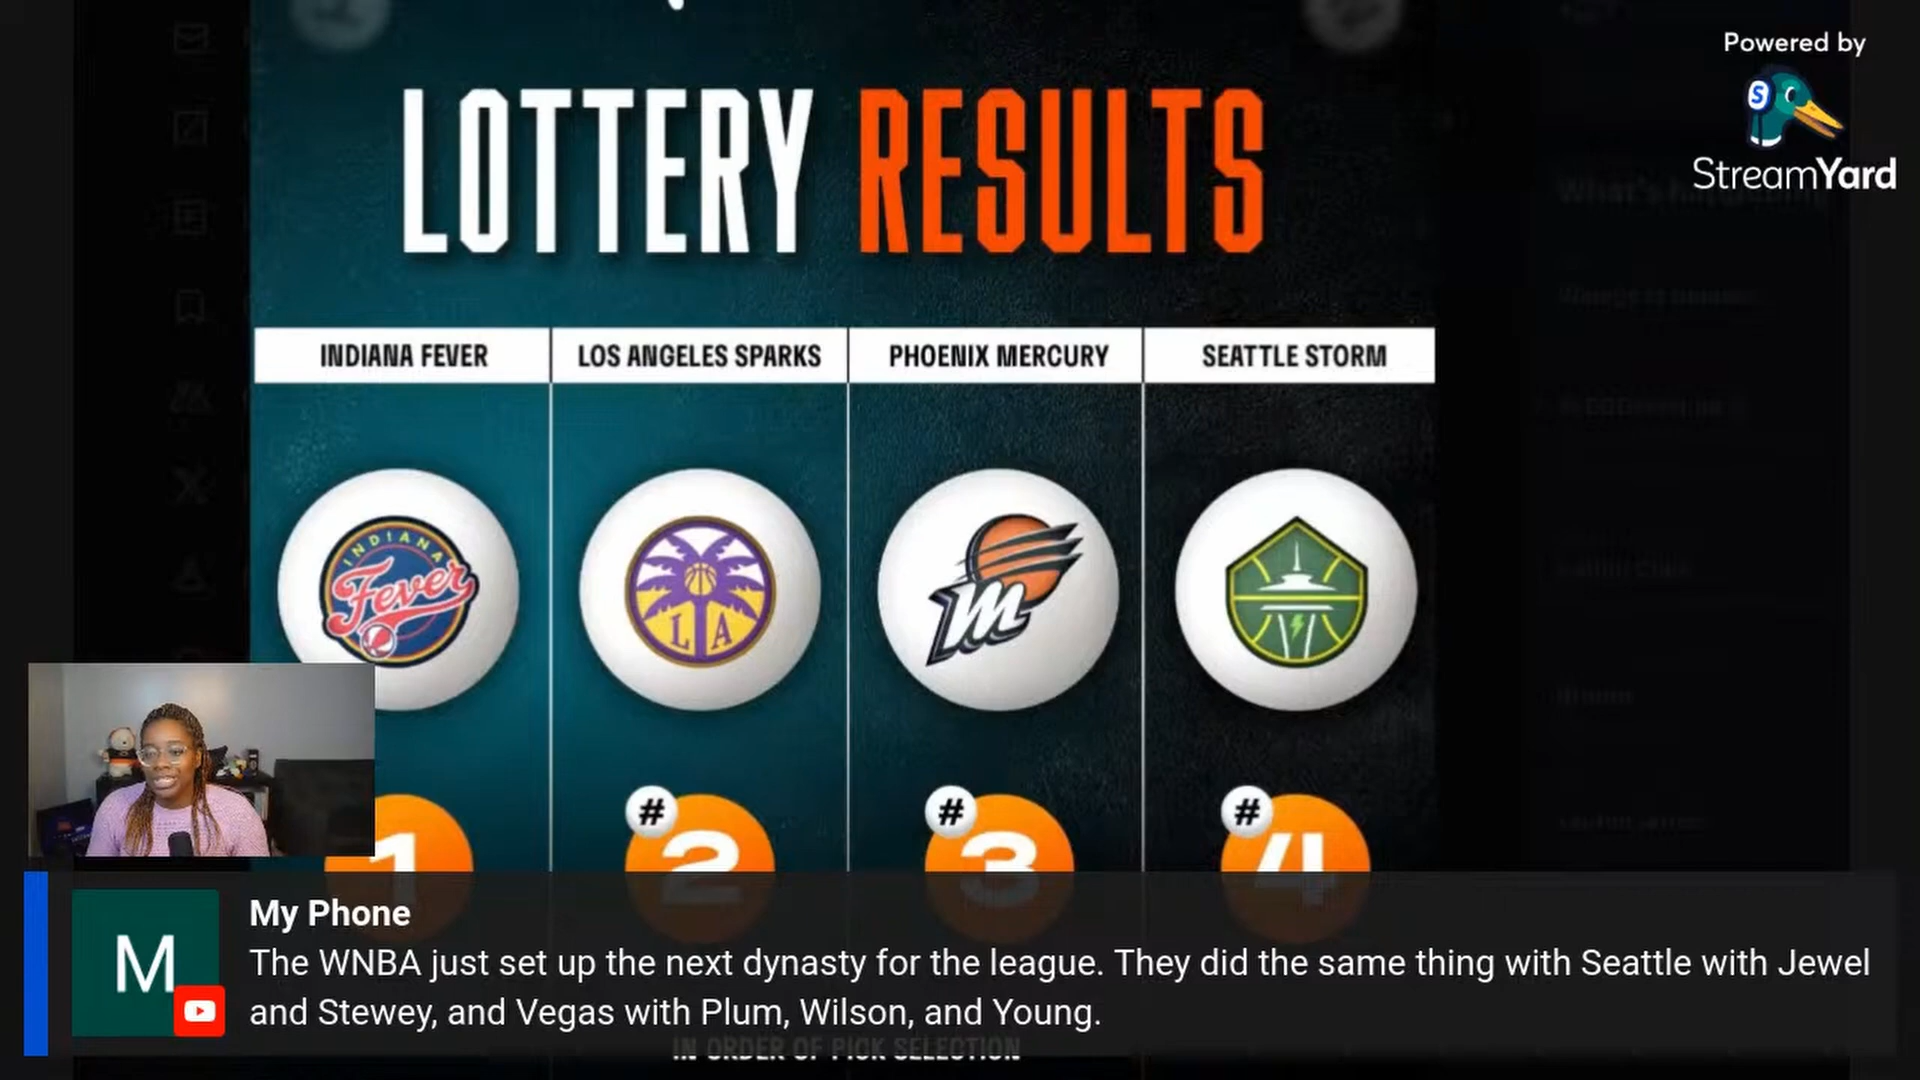 Powered by
StreamYard
LOTTERY RESULTS
INDIANA FEVER
LOS ANGELES SPARKS
PHOENIX MERCURY
SEATTLE STORM
INDIANA
Fever
L A
M
1
# 2
# 3
# 4
M
My Phone
The WNBA just set up the next dynasty for the league. They did the same thing with Seattle with Jewel
and Stewey, and Vegas with Plum, Wilson, and Young.
IN ORDER OF PICK SELECTION